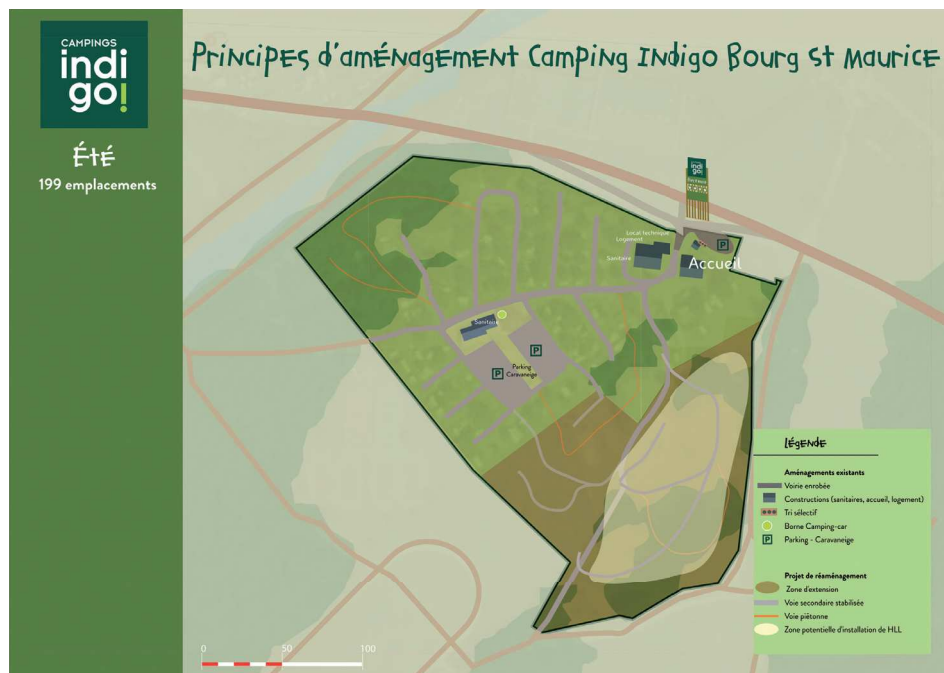 CAMPINGS
indi
go!
Été
199 emplacements
Principes d'aménagement Camping Indigo Bourg St Maurice
indi
go!
Local technique
Logement
Sanitaire
P
Accueil
Sanitaire
P
P
Parking
Caravaneige
Légende
Aménagements existants
Voirie enrobée
Constructions (sanitaires, accueil, logement)
Tri sélectif
Borne Camping-car
P
Parking - Caravaneige
Projet de réaménagement
Zone d'extension
Voie secondaire stabilisée
Voie piétonne
Zone potentielle d'installation de HLL
0 50 100